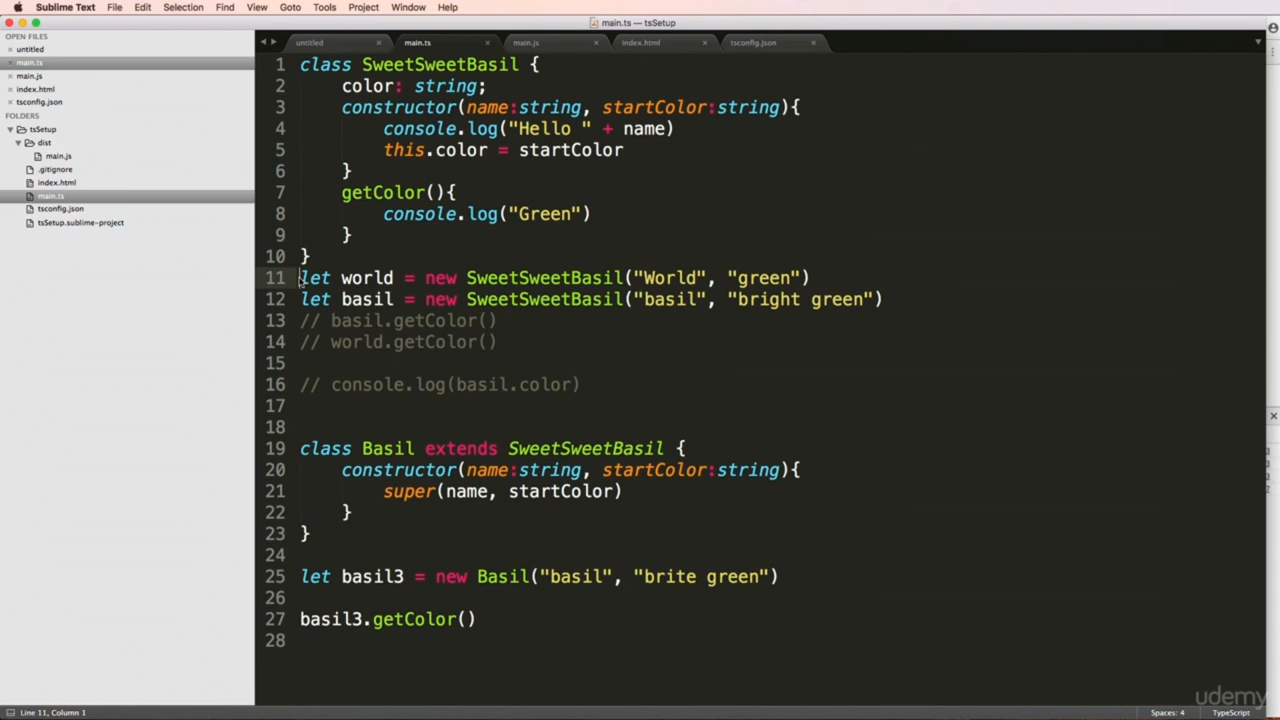 Sublime Text File Edit Selection Find View Goto Tools Project Window Help
main.ts — tsSetup
OPEN FILES
untitled
main.ts
main.js
index.html
tsconfig.json
FOLDERS
tsSetup
dist
main.js
.gitignore
index.html
main.ts
tsconfig.json
tsSetup.sublime-project
untitled main.ts main.js index.html tsconfig.json
1 class SweetSweetBasil {
2 color: string;
3 constructor(name:string, startColor:string){
4 console.log("Hello " + name)
5 this.color = startColor
6 }
7 getColor(){
8 console.log("Green")
9 }
10 }
11 let world = new SweetSweetBasil("World", "green")
12 let basil = new SweetSweetBasil("basil", "bright green")
13 // basil.getColor()
14 // world.getColor()
15
16 // console.log(basil.color)
17
18
19 class Basil extends SweetSweetBasil {
20 constructor(name:string, startColor:string){
21 super(name, startColor)
22 }
23 }
24
25 let basil3 = new Basil("basil", "brite green")
26
27 basil3.getColor()
28
udemy
Line 11, Column 1 Spaces: 4 TypeScript